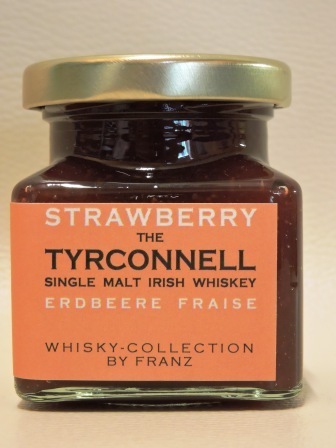 STRAWBERRY
THE
TYRCONNELL
SINGLE MALT IRISH WHISKEY
ERDBEERE FRAISE
WHISKY-COLLECTION
BY FRANZ